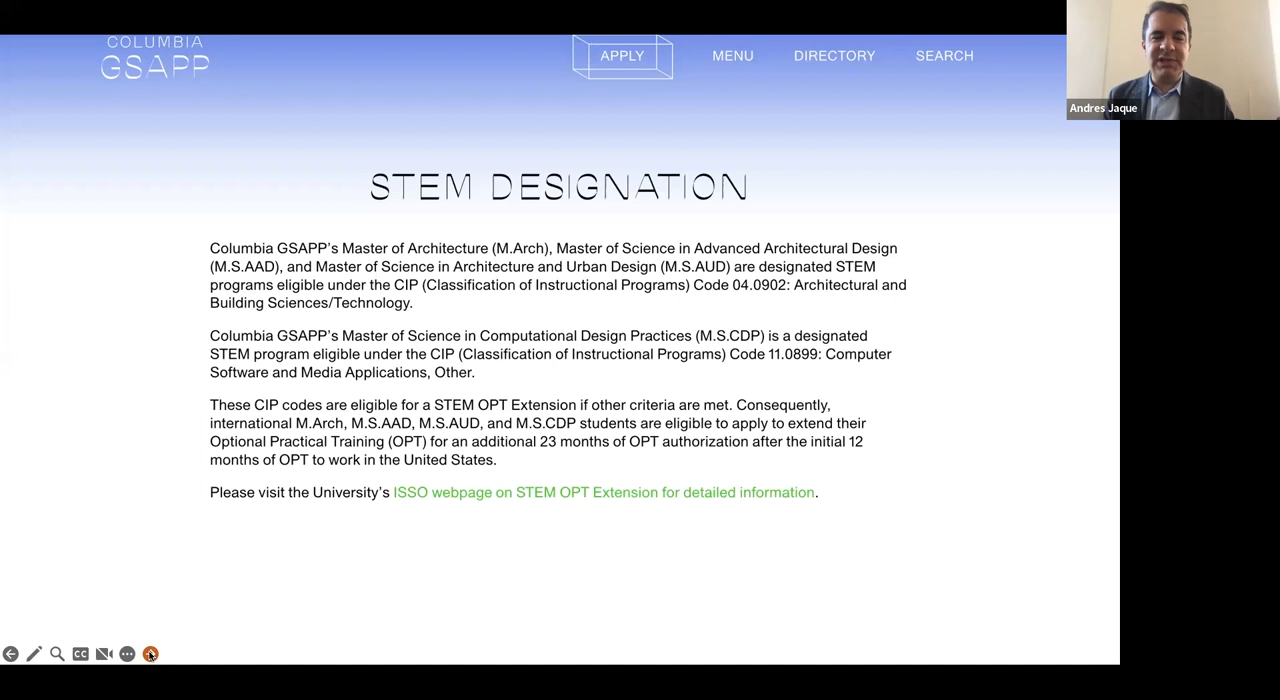 COLUMBIA
GSAPP
APPLY
MENU
DIRECTORY
SEARCH
Andres Jaque
STEM DESIGNATION
Columbia GSAPP’s Master of Architecture (M.Arch), Master of Science in Advanced Architectural Design
(M.S.AAD), and Master of Science in Architecture and Urban Design (M.S.AUD) are designated STEM
programs eligible under the CIP (Classification of Instructional Programs) Code 04.0902: Architectural and
Building Sciences/Technology.
Columbia GSAPP’s Master of Science in Computational Design Practices (M.S.CDP) is a designated
STEM program eligible under the CIP (Classification of Instructional Programs) Code 11.0899: Computer
Software and Media Applications, Other.
These CIP codes are eligible for a STEM OPT Extension if other criteria are met. Consequently,
international M.Arch, M.S.AAD, M.S.AUD, and M.S.CDP students are eligible to apply to extend their
Optional Practical Training (OPT) for an additional 23 months of OPT authorization after the initial 12
months of OPT to work in the United States.
Please visit the University’s ISSO webpage on STEM OPT Extension for detailed information.
CC